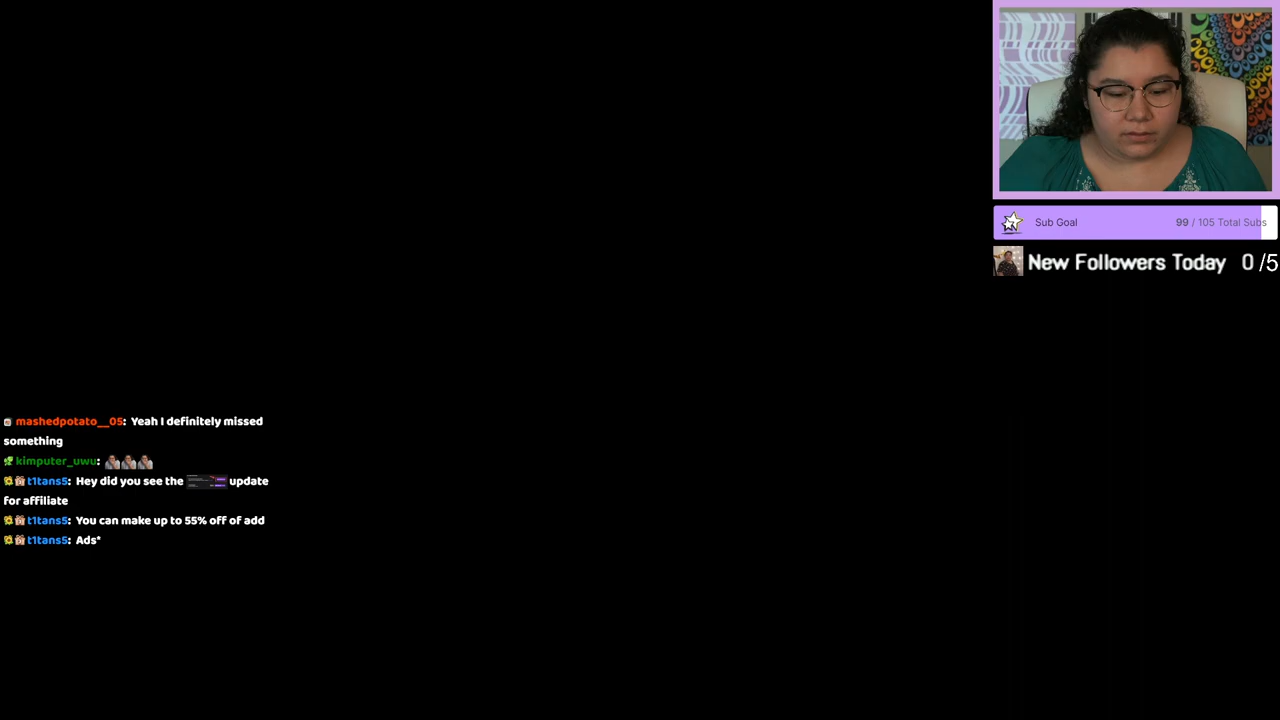 Sub Goal 99 / 105 Total Subs
New Followers Today 0 /5
mashedpotato__05: Yeah I definitely missed
something
kimputer_uwu:
t1tans5: Hey did you see the update
for affiliate
t1tans5: You can make up to 55% off of add
t1tans5: Ads*